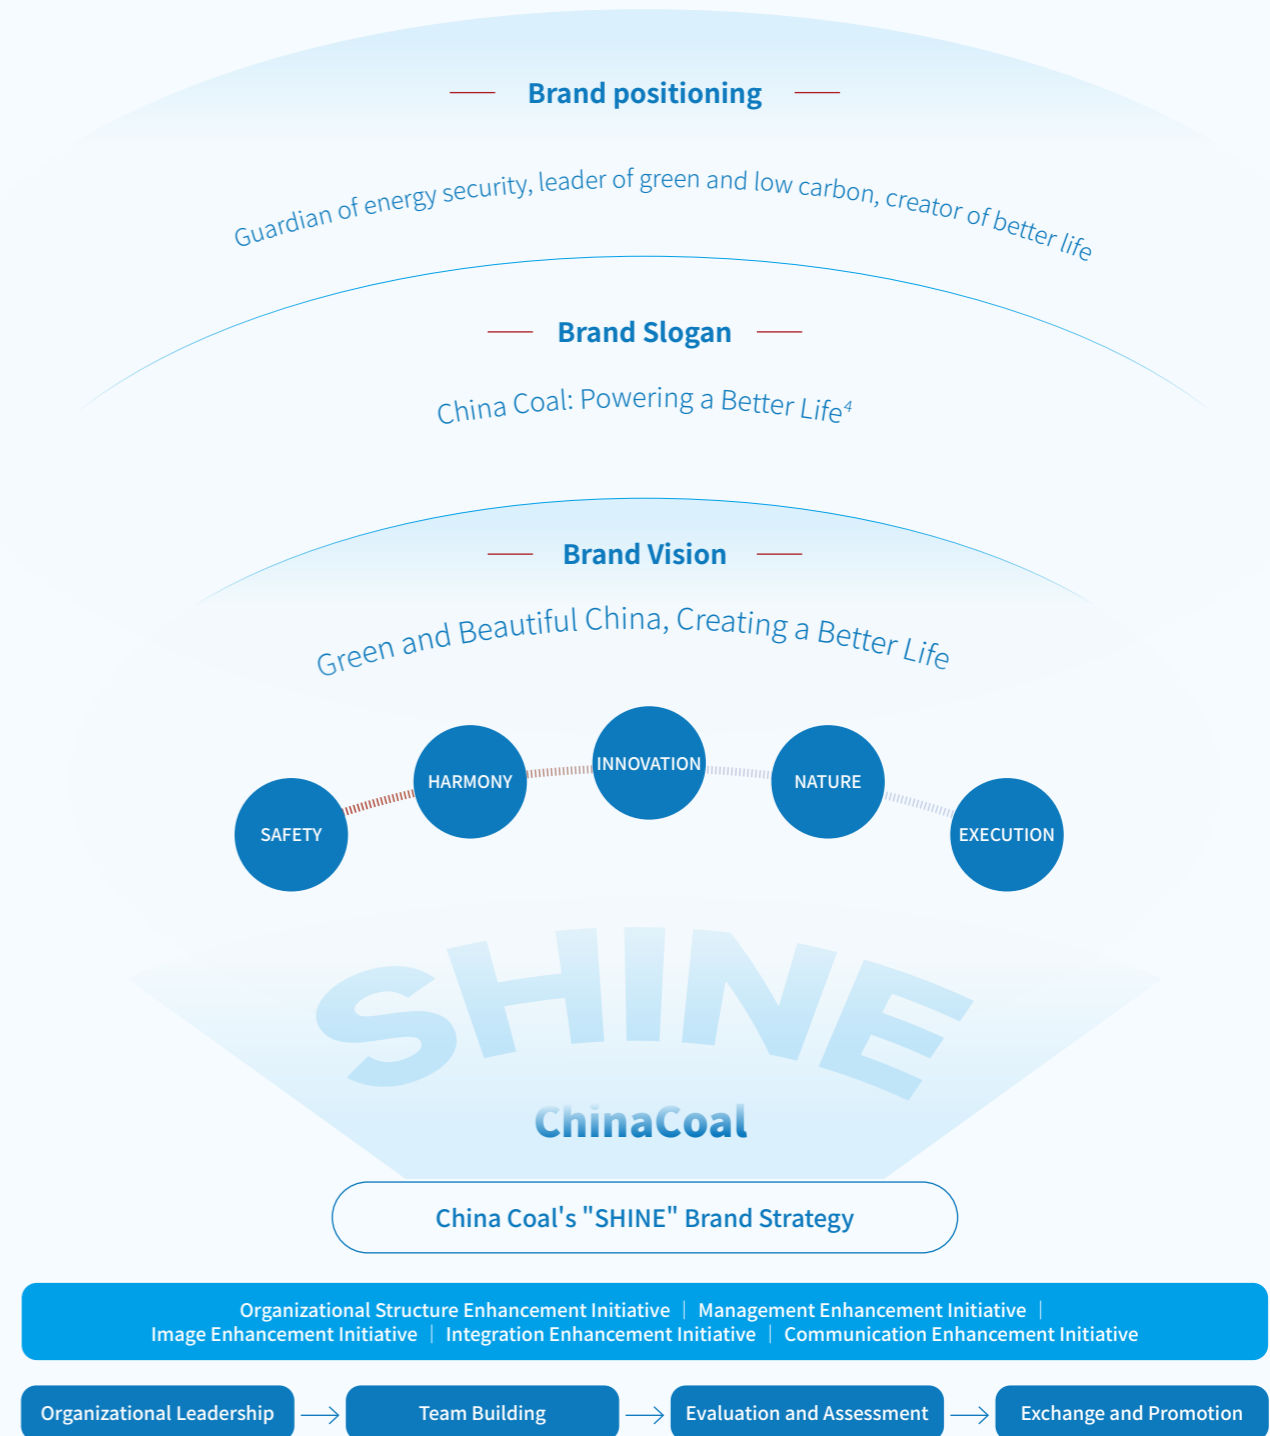 Brand positioning
Guardian of energy security, leader of green and low carbon, creator of better life
Brand Slogan
China Coal: Powering a Better Life⁴
Brand Vision
Green and Beautiful China, Creating a Better Life
SAFETY
HARMONY
INNOVATION
NATURE
EXECUTION
SHINE
ChinaCoal
China Coal's "SHINE" Brand Strategy
Organizational Structure Enhancement Initiative | Management Enhancement Initiative |
Image Enhancement Initiative | Integration Enhancement Initiative | Communication Enhancement Initiative
Organizational Leadership
Team Building
Evaluation and Assessment
Exchange and Promotion